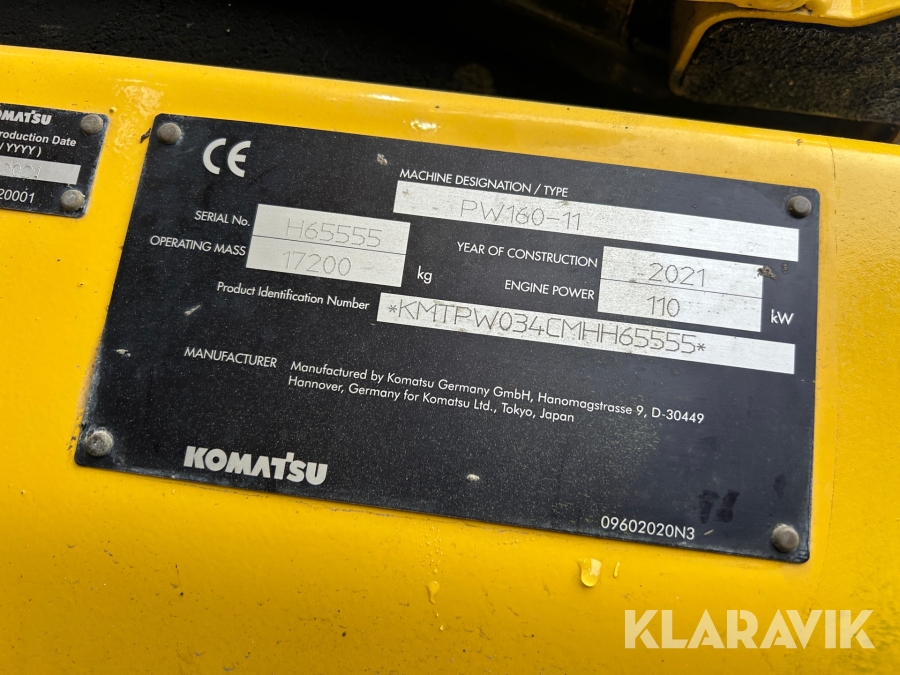 KOMATSU
Production Date
/ YYYY )
20001
CE
MACHINE DESIGNATION / TYPE
PW160-11
SERIAL No.
H65555
YEAR OF CONSTRUCTION
2021
OPERATING MASS
17200
kg
ENGINE POWER
110
kW
Product Identification Number
*KMTPW034CMHH65555*
MANUFACTURER
Manufactured by Komatsu Germany GmbH, Hanomagstrasse 9, D-30449
Hannover, Germany for Komatsu Ltd., Tokyo, Japan
KOMATSU
09602020N3
KLARAVIK